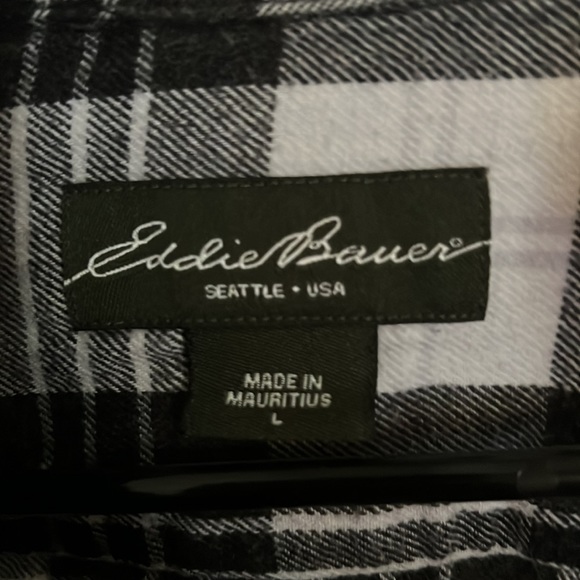 Eddie Bauer®
SEATTLE • USA
MADE IN
MAURITIUS
L